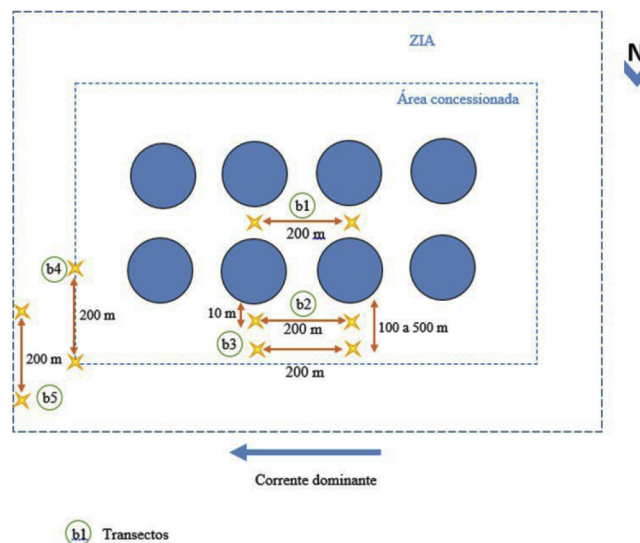 ZIA
N
Área concessionada
b1
200 m
b4
10 m
b2
200 m
100 a 500 m
200 m
b3
200 m
200 m
b5
Corrente dominante
b1 Transectos